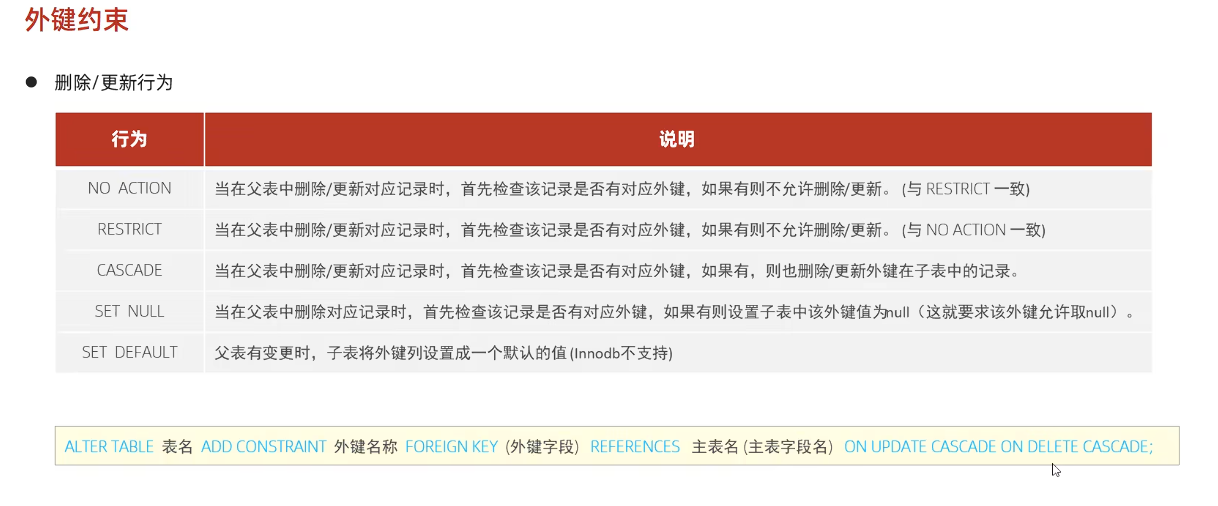 外键约束
删除/更新行为
行为 说明
NO ACTION 当在父表中删除/更新对应记录时，首先检查该记录是否有对应外键，如果有则不允许删除/更新。 (与 RESTRICT 一致)
RESTRICT 当在父表中删除/更新对应记录时，首先检查该记录是否有对应外键，如果有则不允许删除/更新。 (与 NO ACTION 一致)
CASCADE 当在父表中删除/更新对应记录时，首先检查该记录是否有对应外键，如果有，则也删除/更新外键在子表中的记录。
SET NULL 当在父表中删除对应记录时，首先检查该记录是否有对应外键，如果有则设置子表中该外键值为null（这就要求该外键允许取null）。
SET DEFAULT 父表有变更时，子表将外键列设置成一个默认的值 (Innodb不支持)
ALTER TABLE 表名 ADD CONSTRAINT 外键名称 FOREIGN KEY (外键字段) REFERENCES 主表名 (主表字段名) ON UPDATE CASCADE ON DELETE CASCADE;